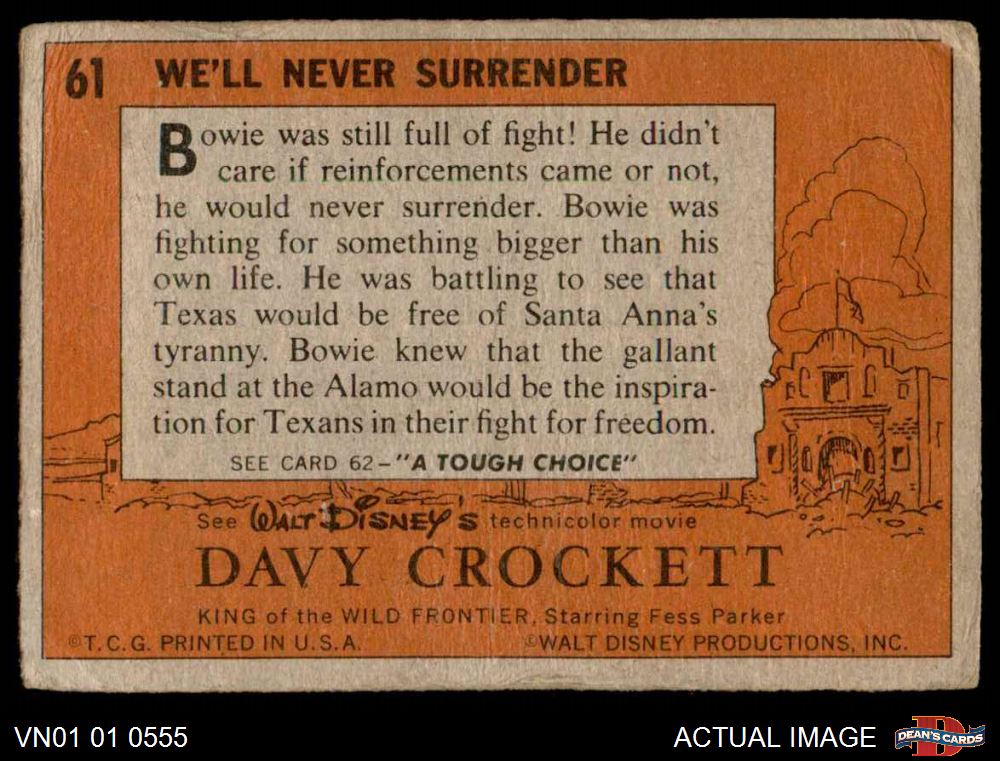 61 WE'LL NEVER SURRENDER
Bowie was still full of fight! He didn't
care if reinforcements came or not,
he would never surrender. Bowie was
fighting for something bigger than his
own life. He was battling to see that
Texas would be free of Santa Anna's
tyranny. Bowie knew that the gallant
stand at the Alamo would be the inspira-
tion for Texans in their fight for freedom.
SEE CARD 62-"A TOUGH CHOICE"
See WALT DISNEY'S technicolor movie
DAVY CROCKETT
KING of the WILD FRONTIER, Starring Fess Parker
©T.C.G. PRINTED IN U.S.A. ©WALT DISNEY PRODUCTIONS, INC.
VN01 01 0555 ACTUAL IMAGE D DEAN'S CARDS